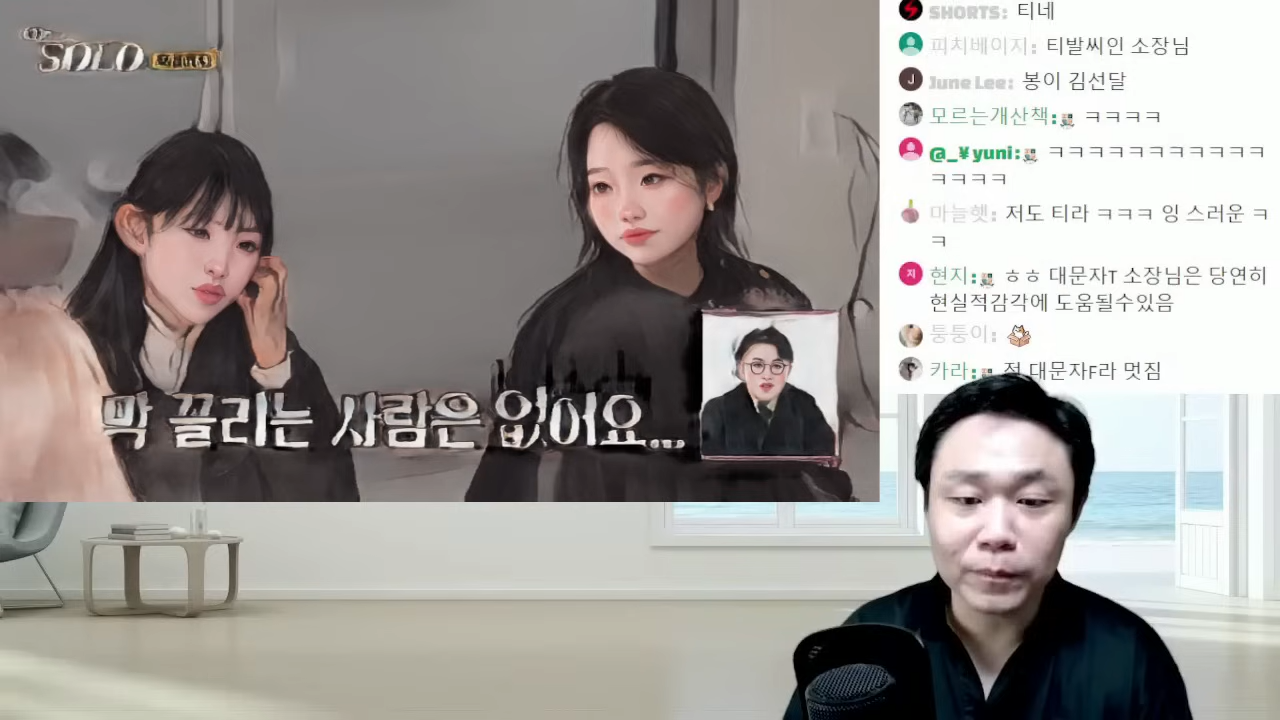 SOLO
막 끌리는 사람은 없어요...
SHORTS: 티네
피치베이지: 티발씨인 소장님
J
June Lee: 봉이 김선달
모르는개산책: ㅋㅋㅋㅋ
@_¥yuni: ㅋㅋㅋㅋㅋㅋㅋㅋㅋㅋㅋ
ㅋㅋㅋㅋ
마늘햇: 저도 티라 ㅋㅋㅋ 잉 스러운 ㅋ
ㅋ
지
현지: ㅎㅎ 대문자T 소장님은 당연히
현실적감각에 도움될수있음
퉁퉁이:
카라: 전 대문자F라 멋짐